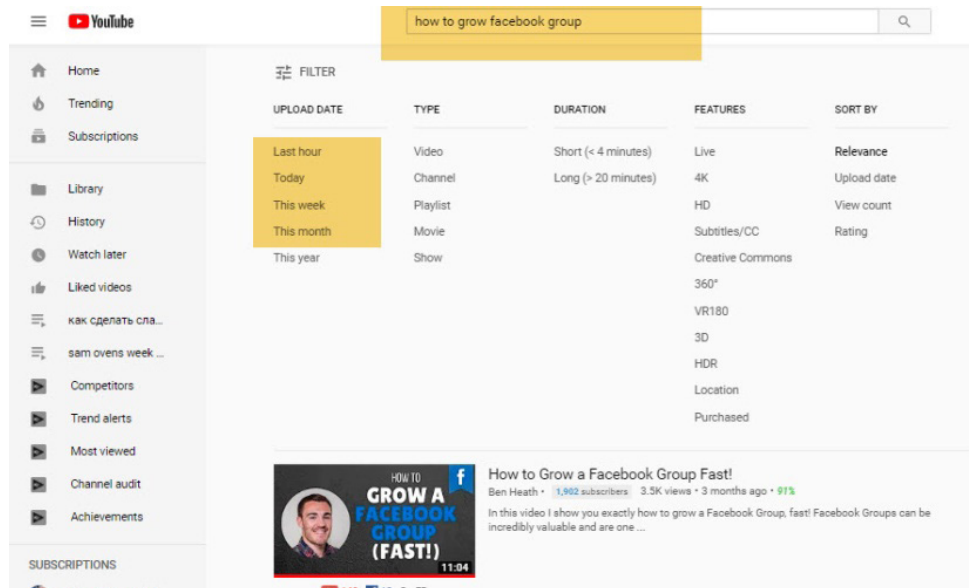 YouTube
how to grow facebook group
Home
Trending
Subscriptions
Library
History
Watch later
Liked videos
как сделать сла...
sam ovens week ...
Competitors
Trend alerts
Most viewed
Channel audit
Achievements
SUBSCRIPTIONS
FILTER
UPLOAD DATE
Last hour
Today
This week
This month
This year
TYPE
Video
Channel
Playlist
Movie
Show
DURATION
Short (< 4 minutes)
Long (> 20 minutes)
FEATURES
Live
4K
HD
Subtitles/CC
Creative Commons
360°
VR180
3D
HDR
Location
Purchased
SORT BY
Relevance
Upload date
View count
Rating
HOW TO
GROW A
FACEBOOK
GROUP
(FAST!)
11:04
How to Grow a Facebook Group Fast!
Ben Heath • 1,902 subscribers 3.5K views • 3 months ago • 91%
In this video I show you exactly how to grow a Facebook Group, fast! Facebook Groups can be
incredibly valuable and are one ...